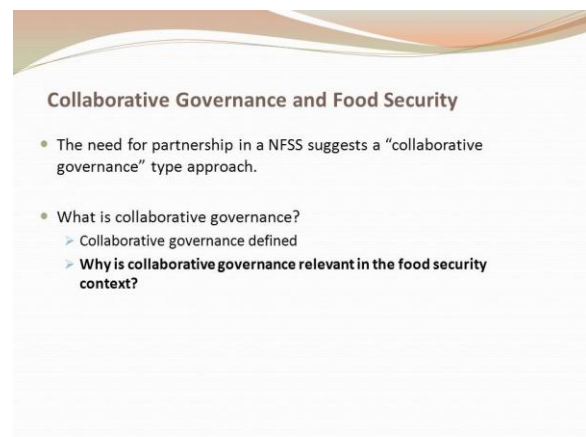 Collaborative Governance and Food Security
• The need for partnership in a NFSS suggests a “collaborative
governance” type approach.
• What is collaborative governance?
➢ Collaborative governance defined
➢ Why is collaborative governance relevant in the food security
context?